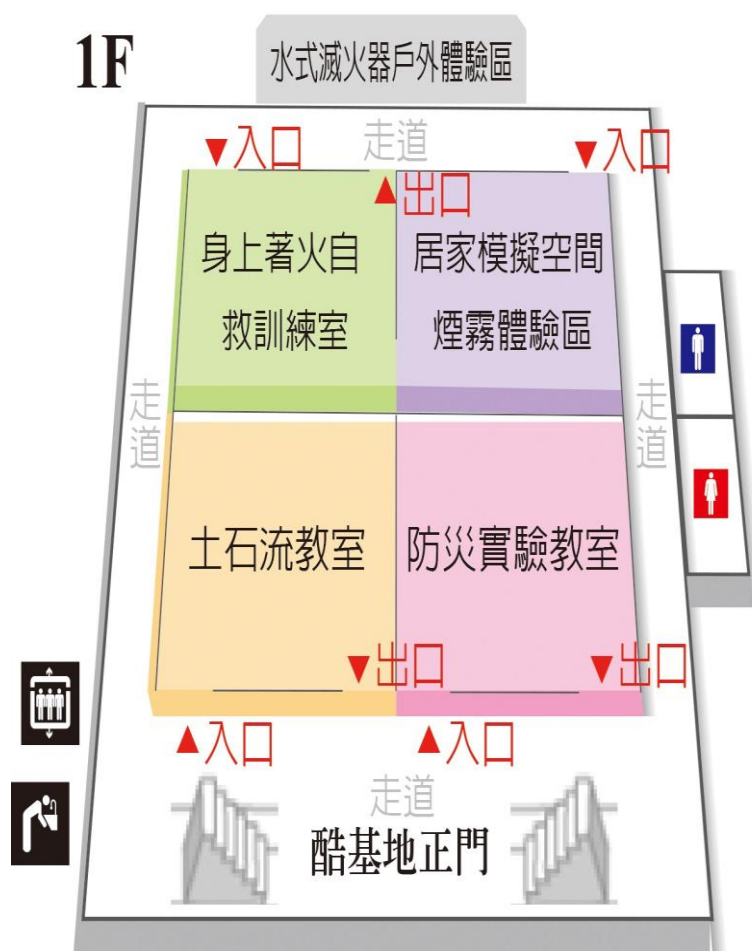 1F
水式滅火器戶外體驗區
走道
▼入口
▼入口
▲出口
身上著火自
救訓練室
居家模擬空間
煙霧體驗區
走道
走道
土石流教室
防災實驗教室
▼出口
▼出口
▲入口
▲入口
走道
酷基地正門